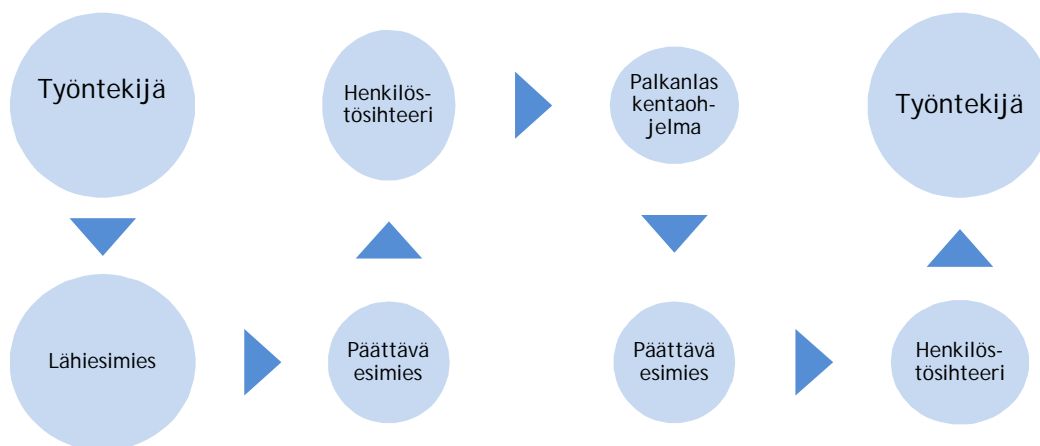 Työntekijä
Henkilös-
tösihteeri
Palkanlas
kentaoh-
jelma
Työntekijä
Lähiesimies
Päättävä
esimies
Päättävä
esimies
Henkilös-
tösihteeri